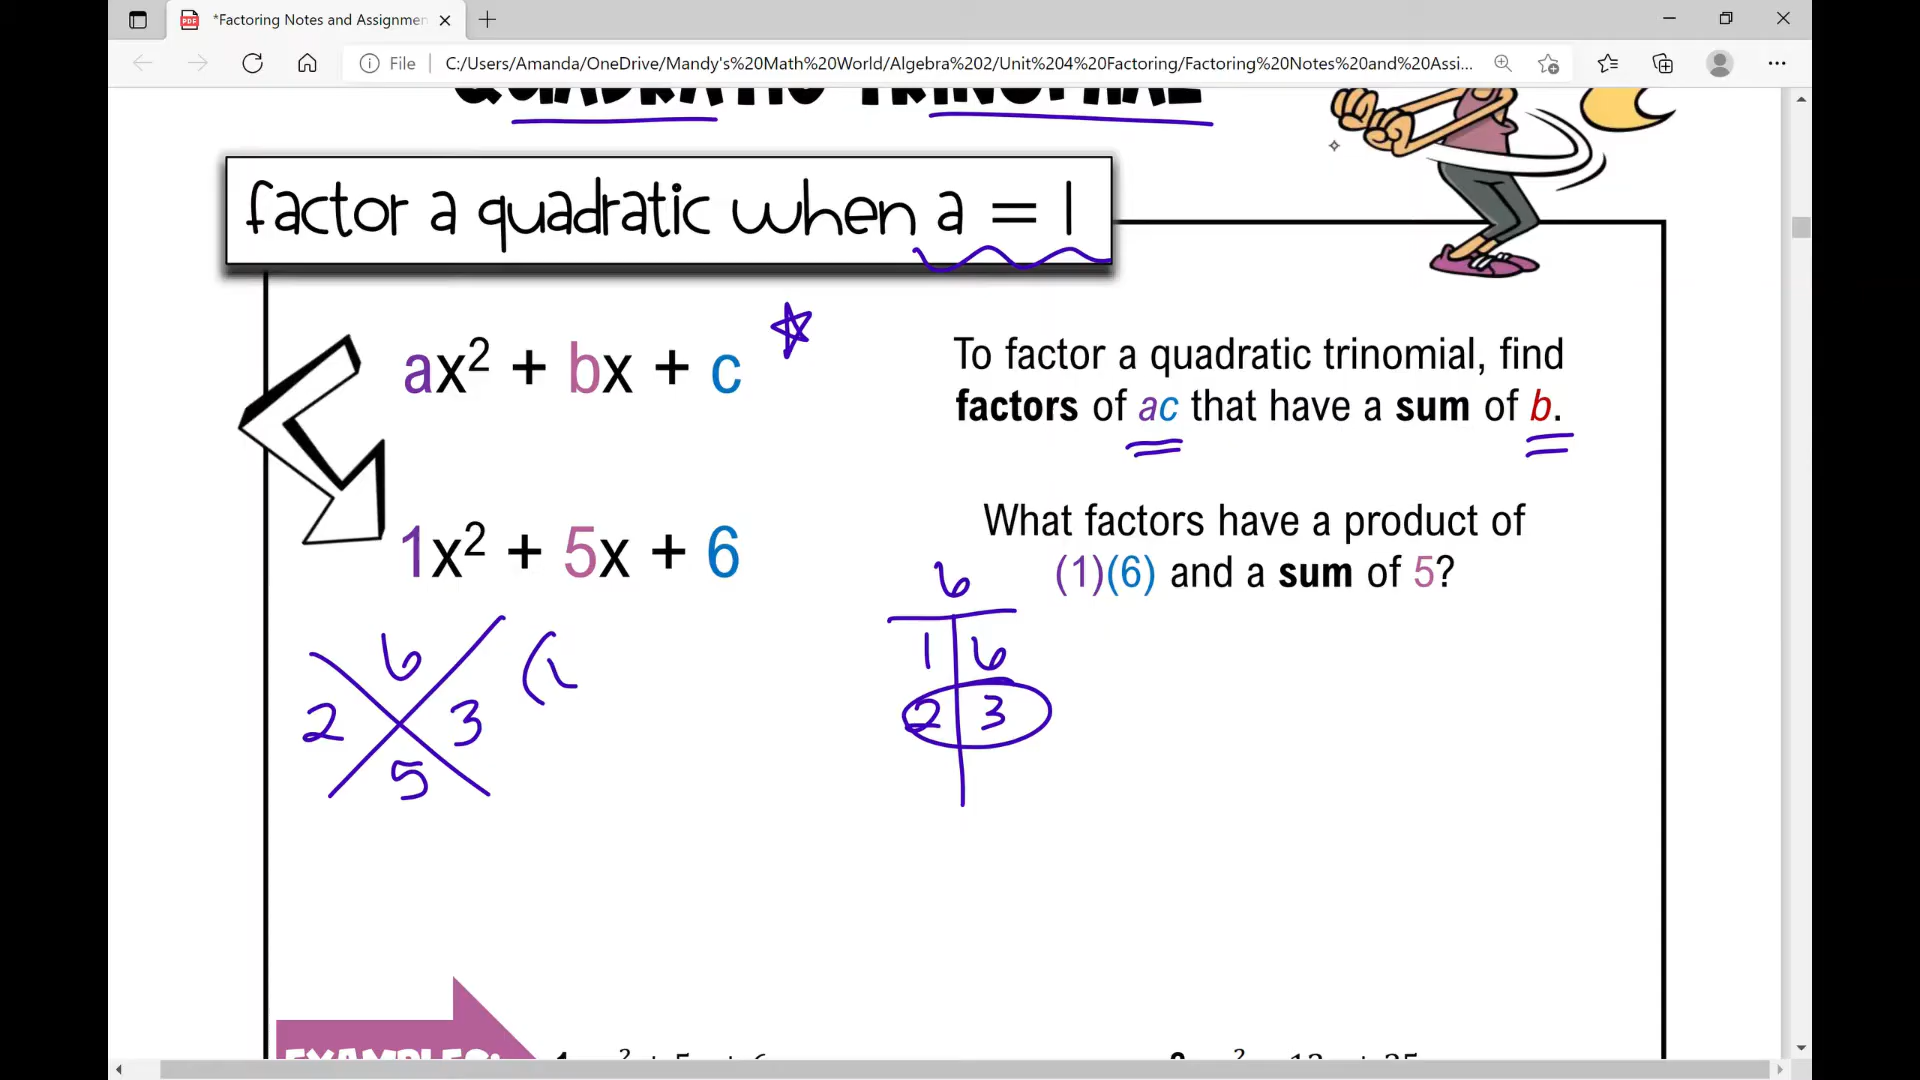 *Factoring Notes and Assignmen
File C:/Users/Amanda/OneDrive/Mandy's%20Math%20World/Algebra%202/Unit%204%20Factoring/Factoring%20Notes%20and%20Assi...
QUADRATIC TRINOMIAL
factor a quadratic when a = 1
ax² + bx + c
To factor a quadratic trinomial, find
factors of ac that have a sum of b.
1x² + 5x + 6
What factors have a product of
(1)(6) and a sum of 5?
6
2 3
5
6
1 6
2 3
EXAMPLES: